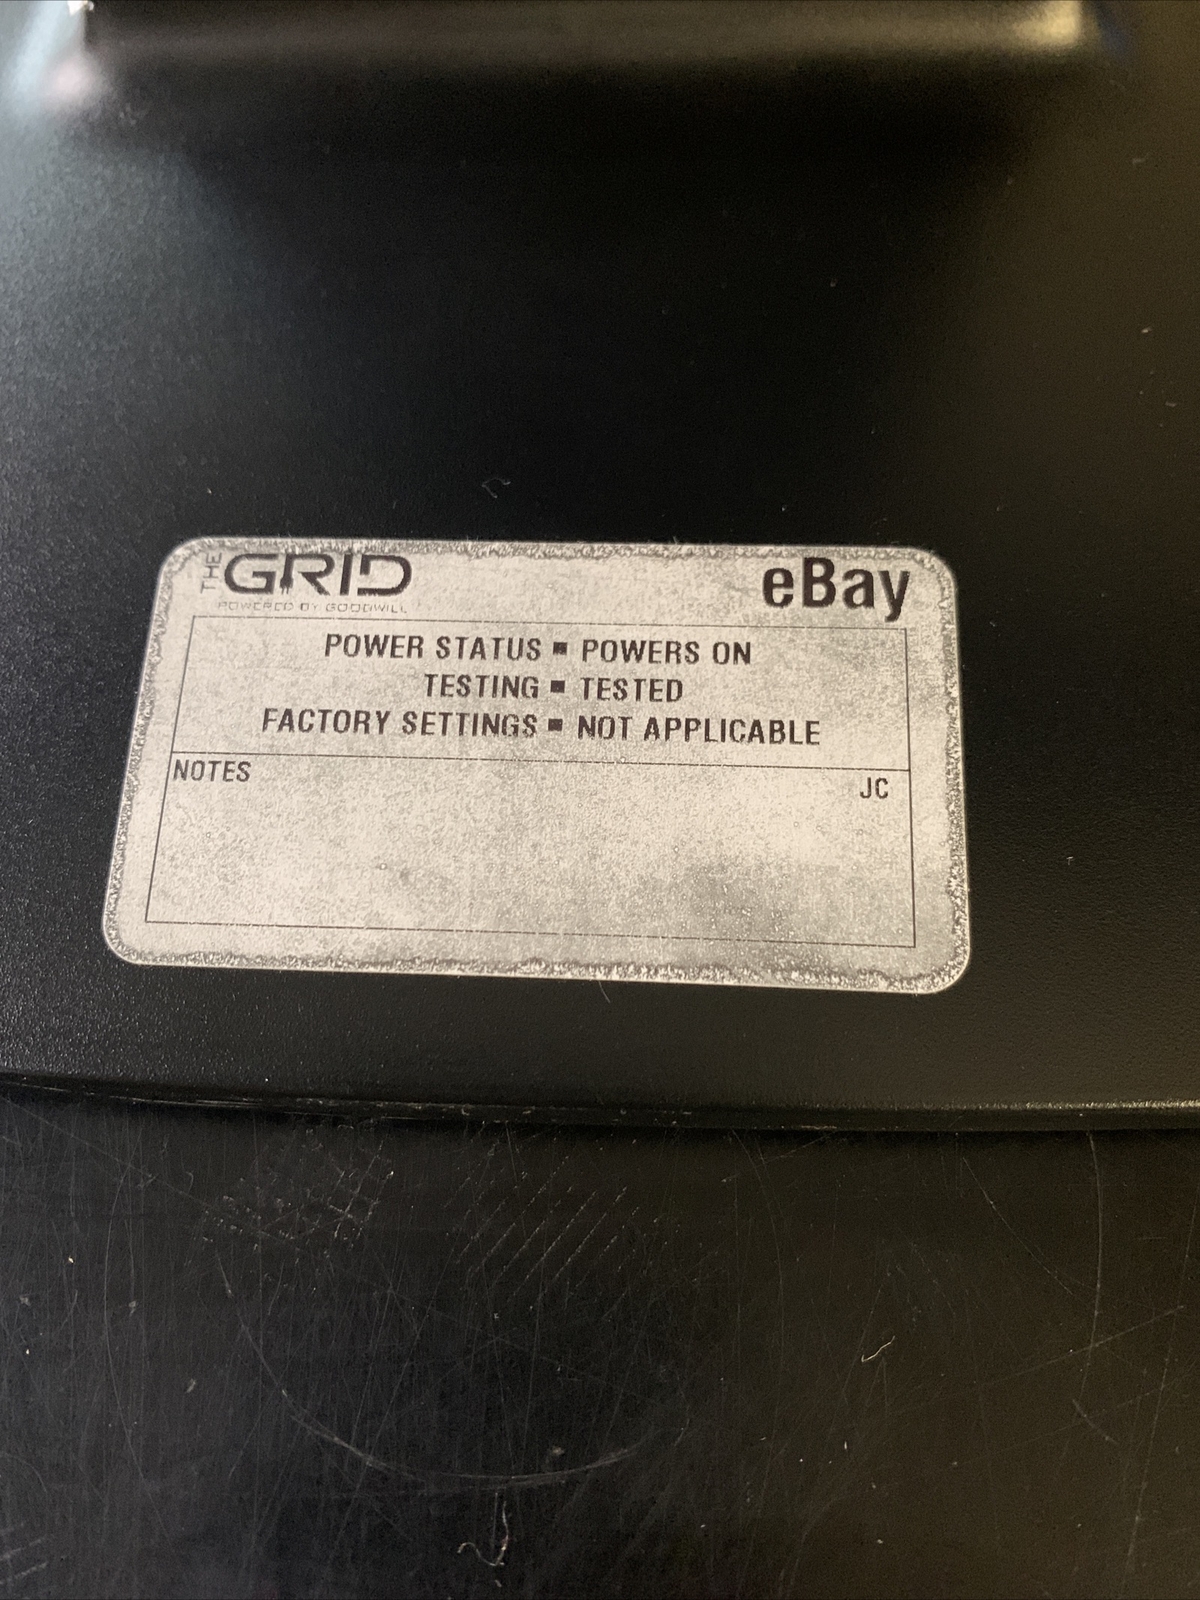 THE GRID eBay
POWERED BY GOODWILL
POWER STATUS ▪ POWERS ON
TESTING ▪ TESTED
FACTORY SETTINGS ▪ NOT APPLICABLE
NOTES JC